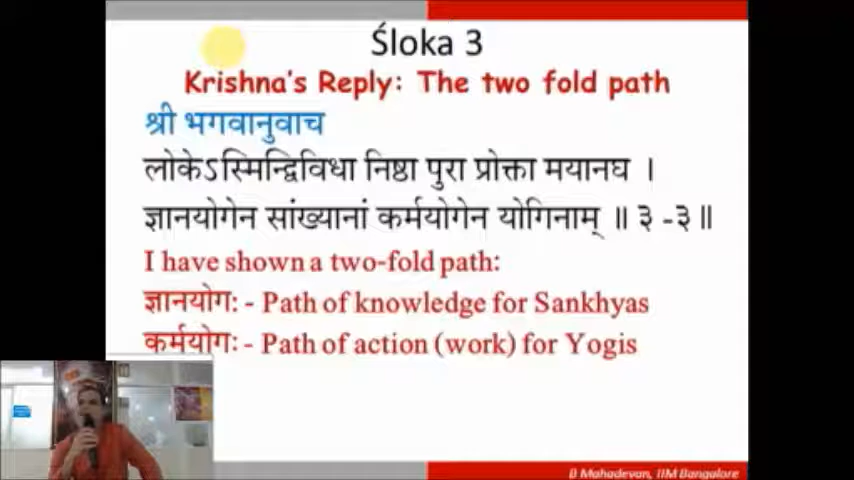 Śloka 3
Krishna's Reply: The two fold path
श्री भगवानुवाच
लोकेऽस्मिन्द्विविधा निष्ठा पुरा प्रोक्ता मयानघ ।
ज्ञानयोगेन सांख्यानां कर्मयोगेन योगिनाम् ॥ ३ -३॥
I have shown a two-fold path:
ज्ञानयोगः - Path of knowledge for Sankhyas
कर्मयोगः - Path of action (work) for Yogis
B Mahadevan, IIM Bangalore